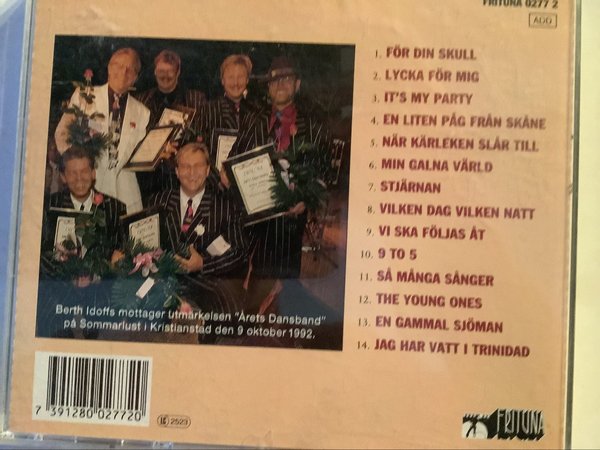 FRITUNA 0277 2
ADD
1. FÖR DIN SKULL
2. LYCKA FÖR MIG
3. IT'S MY PARTY
4. EN LITEN PÅG FRÅN SKÅNE
5. NÄR KÄRLEKEN SLÅR TILL
6. MIN GALNA VÄRLD
7. STJÄRNAN
8. VILKEN DAG VILKEN NATT
9. VI SKA FÖLJAS ÅT
10. 9 TO 5
11. SÅ MÅNGA SÅNGER
12. THE YOUNG ONES
13. EN GAMMAL SJÖMAN
14. JAG HAR VATT I TRINIDAD
Berth Idoffs mottager utmärkelsen "Årets Dansband"
på Sommarlust i Kristianstad den 9 oktober 1992.
7 391280 027720
2523
FRITUNA